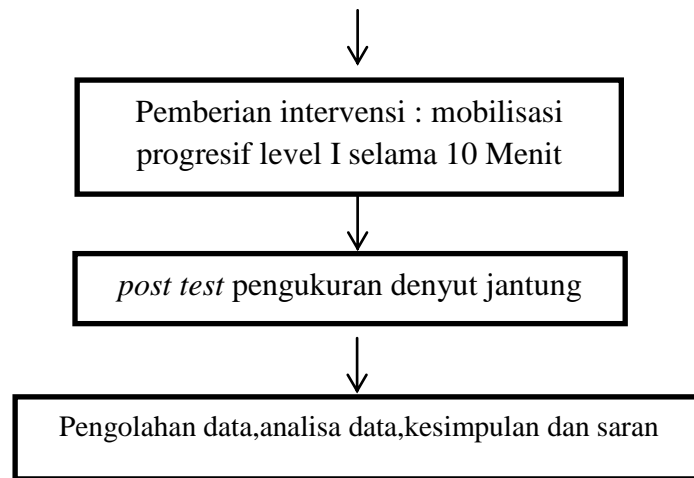 Pemberian intervensi : mobilisasi
progresif level I selama 10 Menit
post test pengukuran denyut jantung
Pengolahan data,analisa data,kesimpulan dan saran